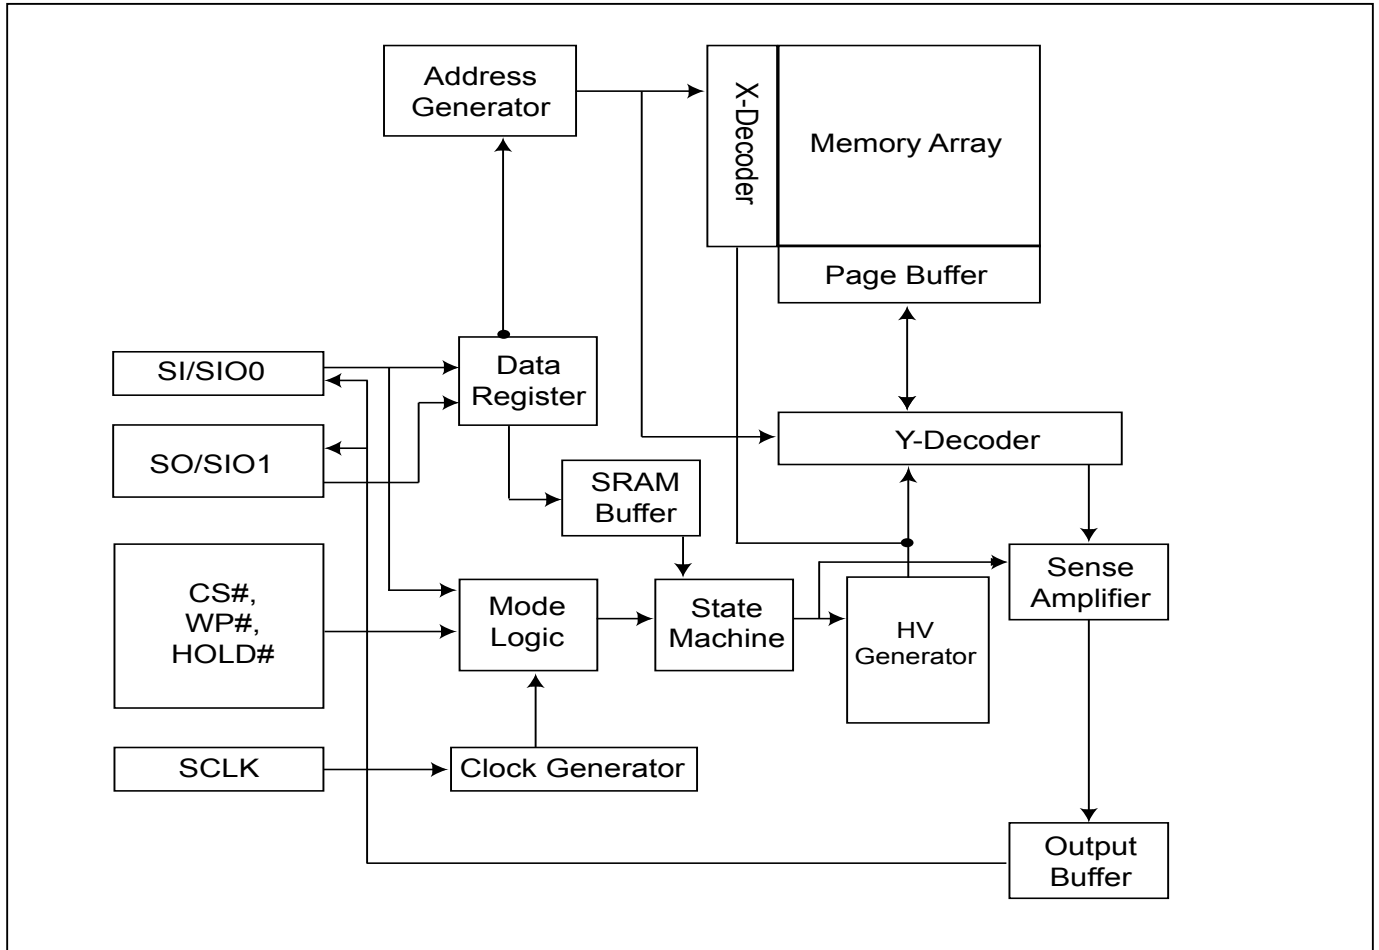 Address
Generator
X-Decoder
Memory Array
Page Buffer
SI/SIO0
Data
Register
SO/SIO1
Y-Decoder
SRAM
Buffer
CS#,
WP#,
HOLD#
Mode
Logic
State
Machine
HV
Generator
Sense
Amplifier
SCLK
Clock Generator
Output
Buffer